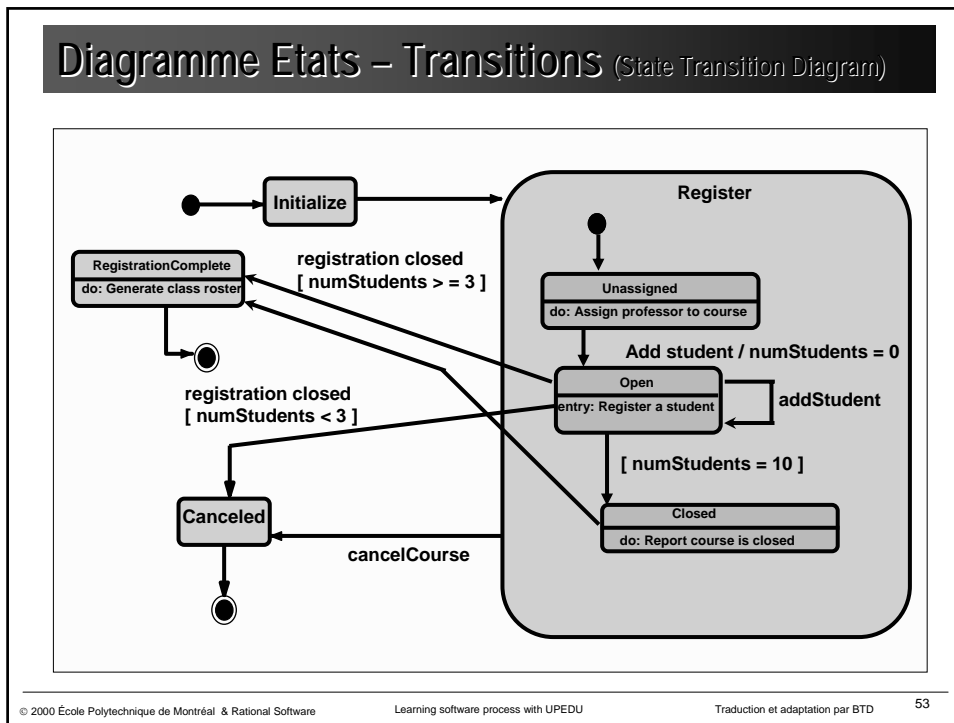 Diagramme Etats – Transitions (State Transition Diagram)
Initialize
Register
registration closed
[ numStudents > = 3 ]
RegistrationComplete
do: Generate class roster
Unassigned
do: Assign professor to course
Add student / numStudents = 0
Open
entry: Register a student
addStudent
registration closed
[ numStudents < 3 ]
[ numStudents = 10 ]
Canceled
Closed
do: Report course is closed
cancelCourse
© 2000 École Polytechnique de Montréal & Rational Software
Learning software process with UPEDU
Traduction et adaptation par BTD
53